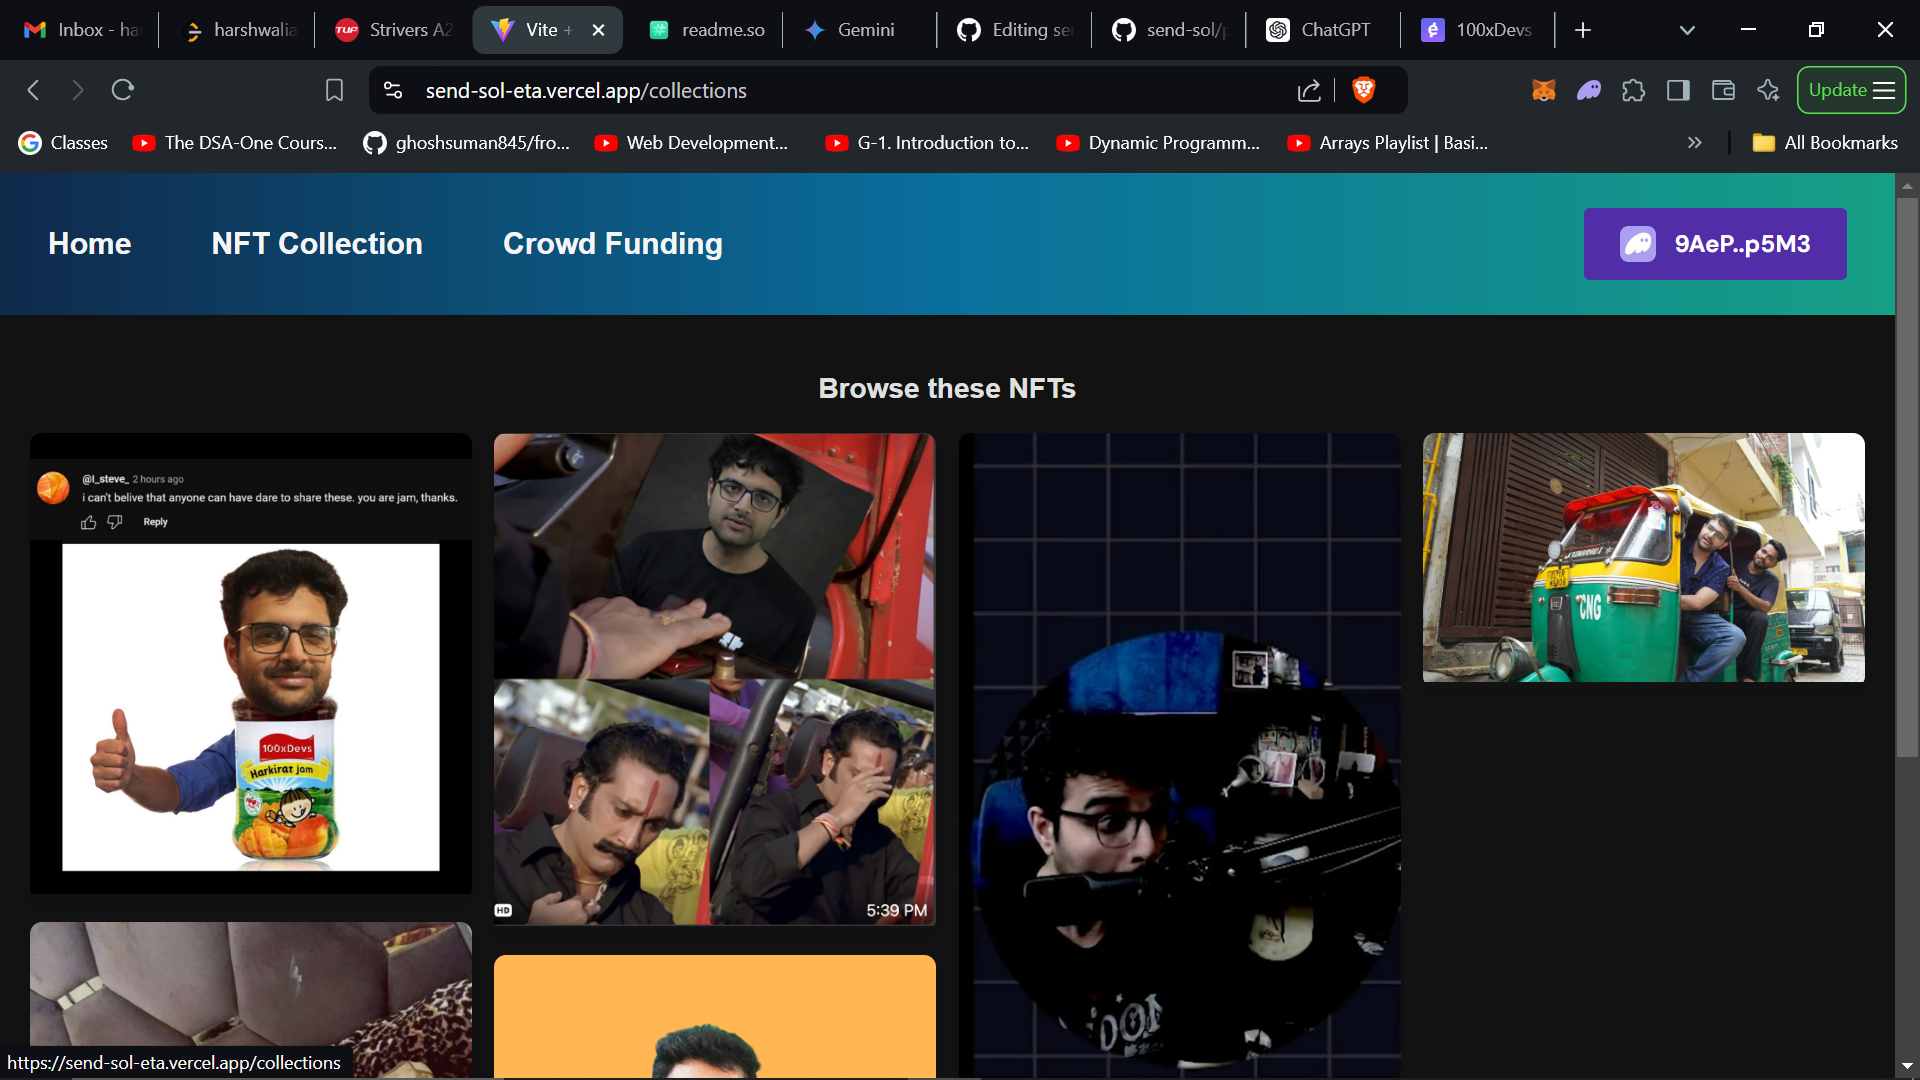 Inbox - ha
harshwalia
TUF
Strivers A2
Vite +
readme.so
Gemini
Editing se
send-sol/p
ChatGPT
100xDevs
send-sol-eta.vercel.app/collections
Update
Classes
The DSA-One Cours...
ghoshsuman845/fro...
Web Development...
G-1. Introduction to...
Dynamic Programm...
Arrays Playlist | Basi...
All Bookmarks
Home
NFT Collection
Crowd Funding
9AeP..p5M3
Browse these NFTs
@l_steve_ 2 hours ago
i can't belive that anyone can have dare to share these. you are jam, thanks.
Reply
100xDevs
Harkirat jam
HD
5:39 PM
CNG
https://send-sol-eta.vercel.app/collections